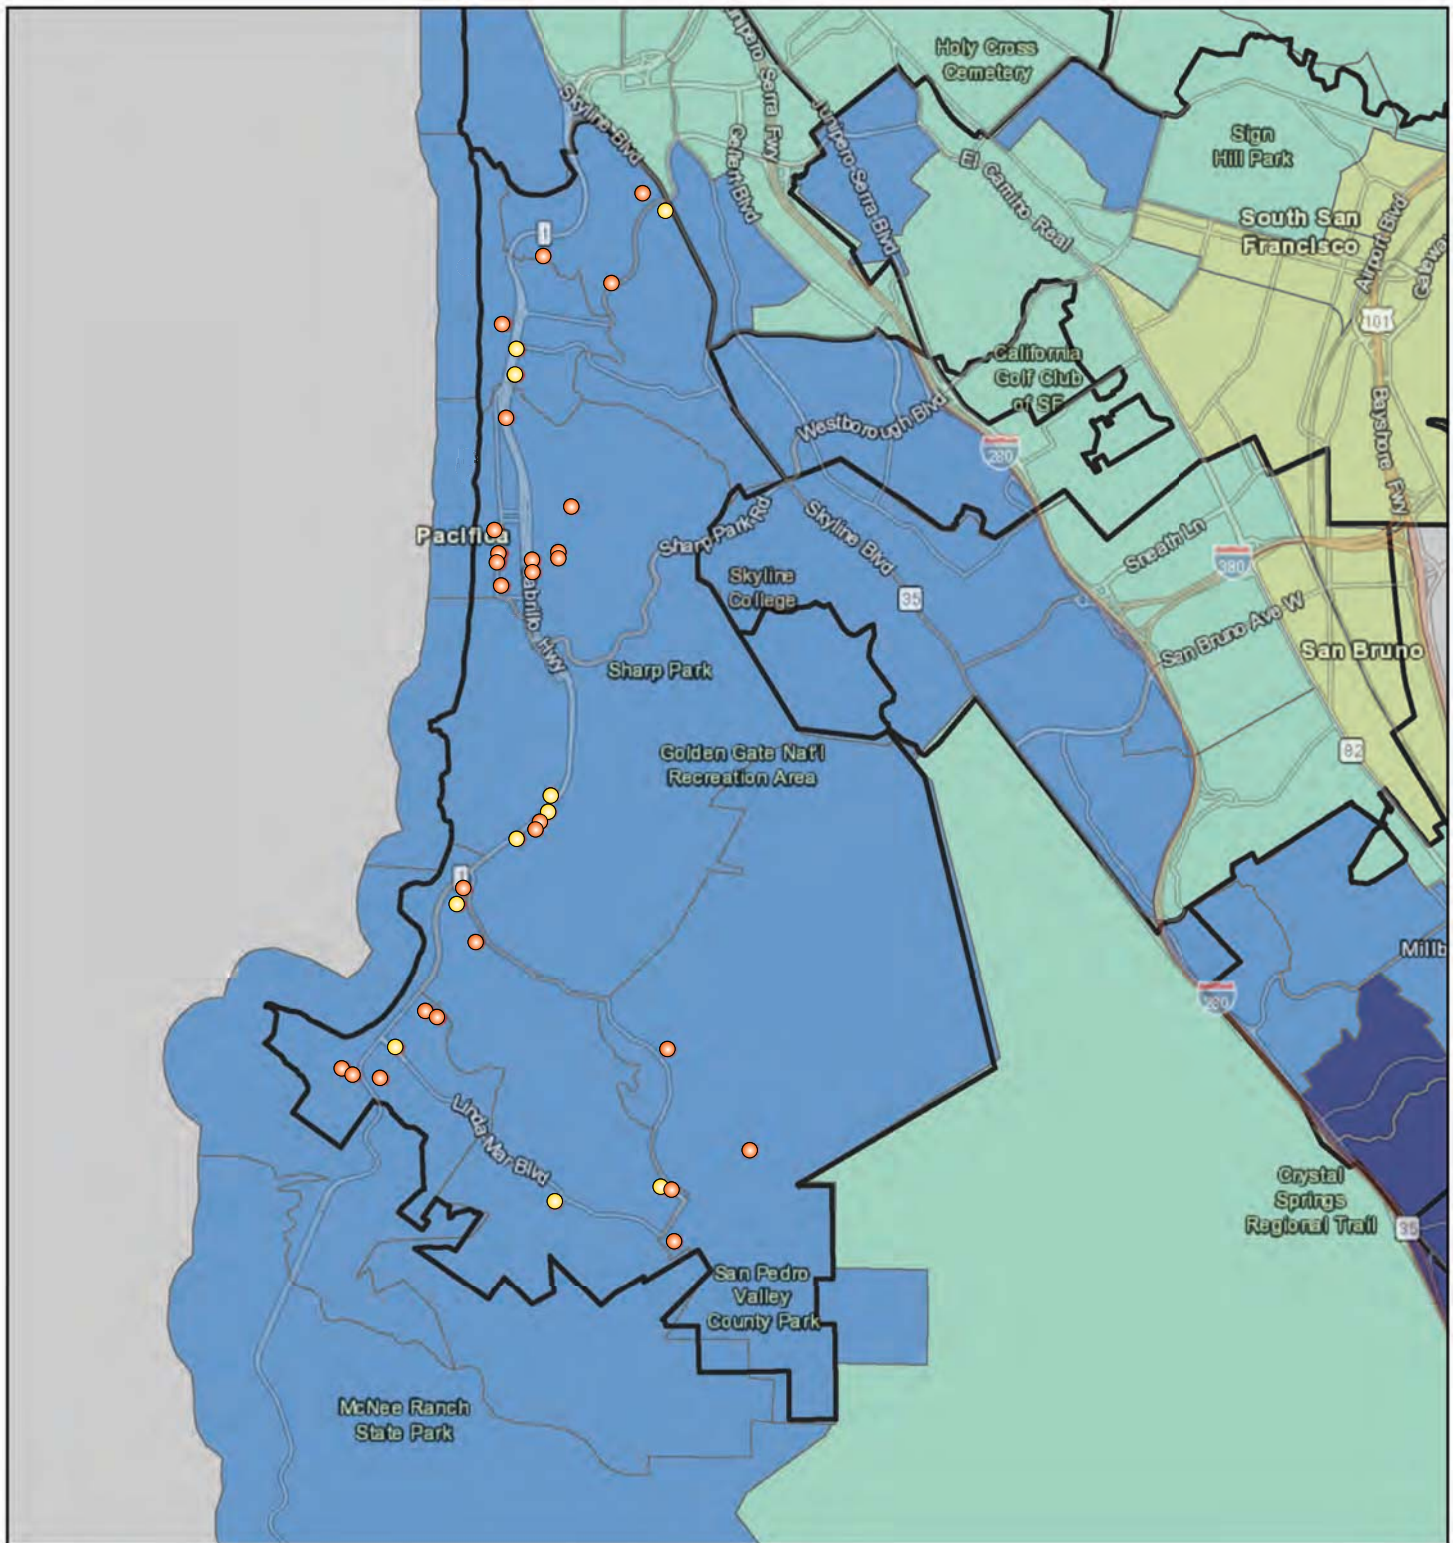 Holy Cross
Cemetery
Junipero Serra Fwy
Skyline Blvd
Junipero Serra Blvd
Sign
Hill Park
El Camino Real
South San
Francisco
Airport Blvd
1
101
California
Golf Club
of SF
Bayshore Fwy
Westborough Blvd
280
Pacifica
Sharp Park Rd
Skyline Blvd
Sneath Ln
380
Skyline
College
35
Cabrillo Hwy
San Bruno Ave W
San Bruno
Sharp Park
82
Golden Gate Nat'l
Recreation Area
1
Millb
Linda Mar Blvd
Crystal
Springs
Regional Trail
35
San Pedro
Valley
County Park
McNee Ranch
State Park